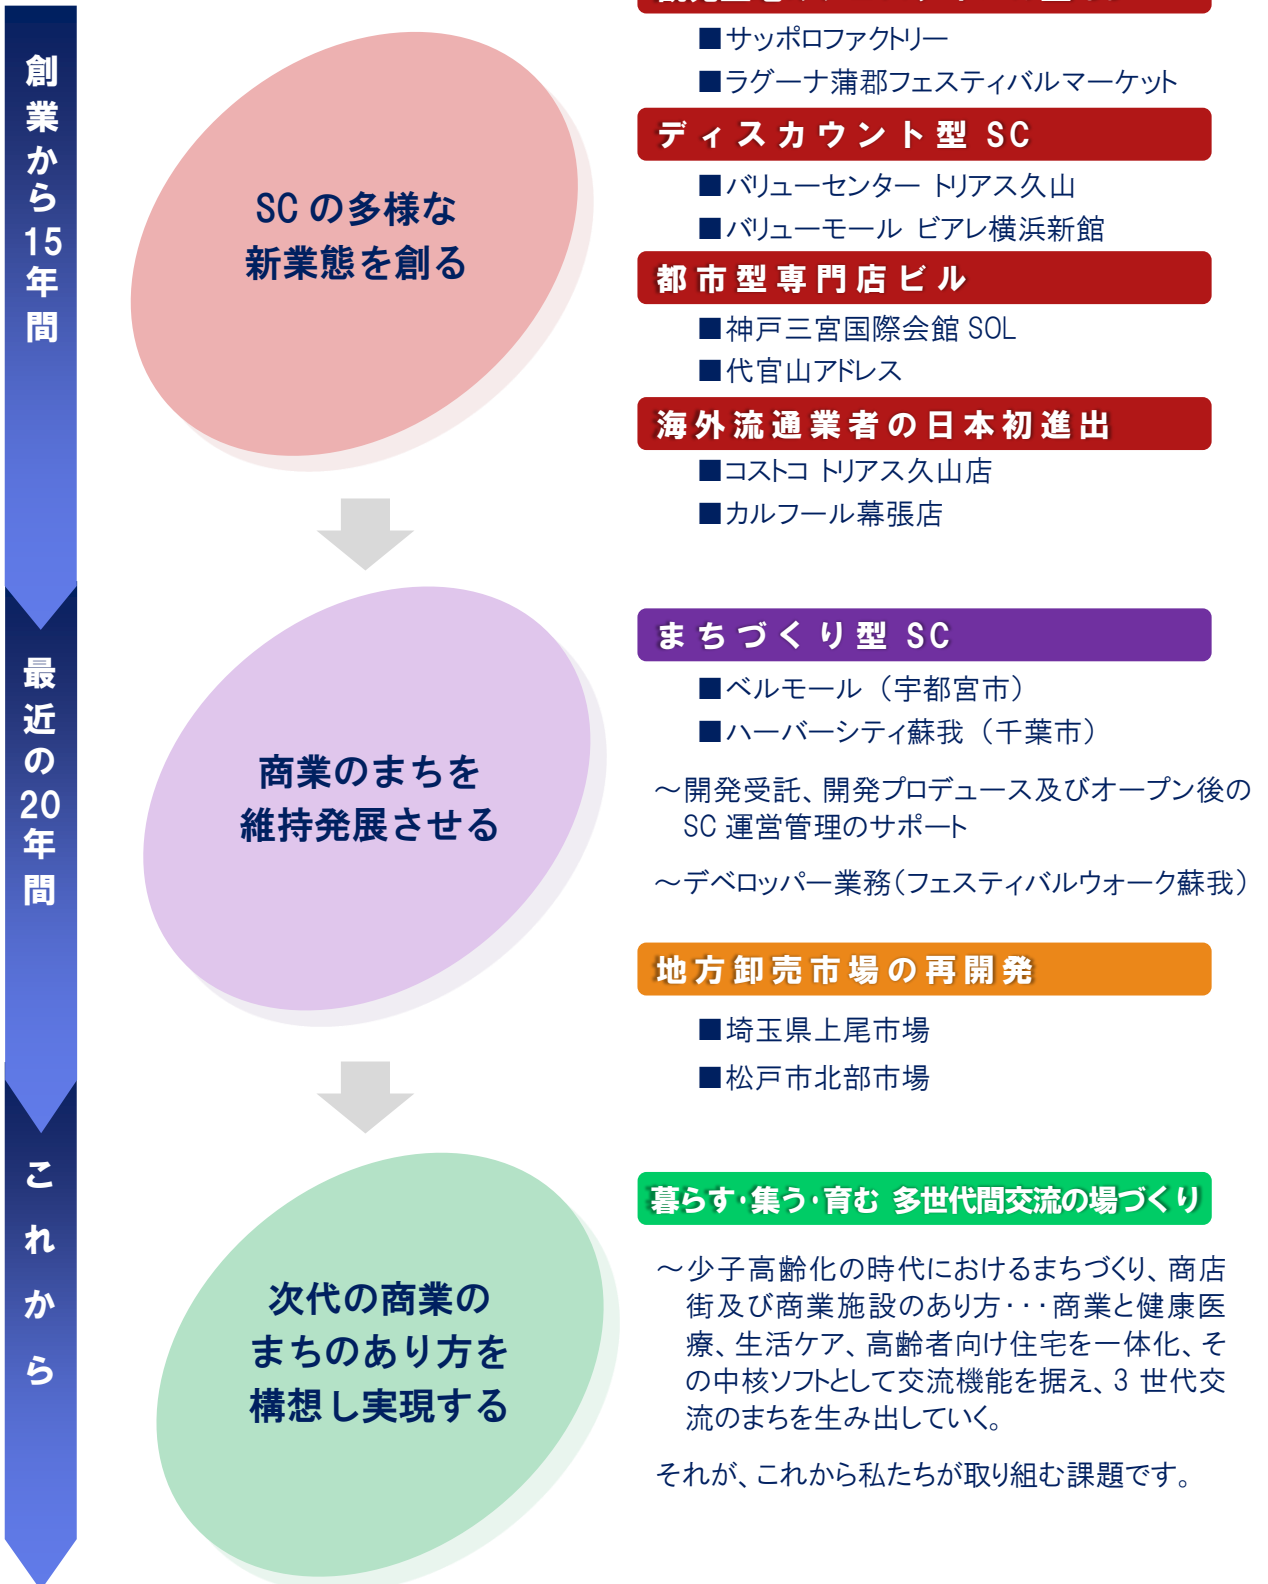 創業から15年間
SCの多様な
新業態を創る
■サッポロファクトリー
■ラグーナ蒲郡フェスティバルマーケット
ディスカウント型 SC
■バリューセンター トリアス久山
■バリューモール ビアレ横浜新館
都市型専門店ビル
■神戸三宮国際会館 SOL
■代官山アドレス
海外流通業者の日本初進出
■コストコ トリアス久山店
■カルフール幕張店
最近の20年間
商業のまちを
維持発展させる
まちづくり型 SC
■ベルモール（宇都宮市）
■ハーバーシティ蘇我（千葉市）
～開発受託、開発プロデュース及びオープン後の
SC 運営管理のサポート
～デベロッパー業務（フェスティバルウォーク蘇我）
地方卸売市場の再開発
■埼玉県上尾市場
■松戸市北部市場
これから
次代の商業の
まちのあり方を
構想し実現する
暮らす・集う・育む 多世代間交流の場づくり
～少子高齢化の時代におけるまちづくり、商店
街及び商業施設のあり方・・・商業と健康医
療、生活ケア、高齢者向け住宅を一体化、そ
の中核ソフトとして交流機能を据え、3 世代交
流のまちを生み出していく。
それが、これから私たちが取り組む課題です。